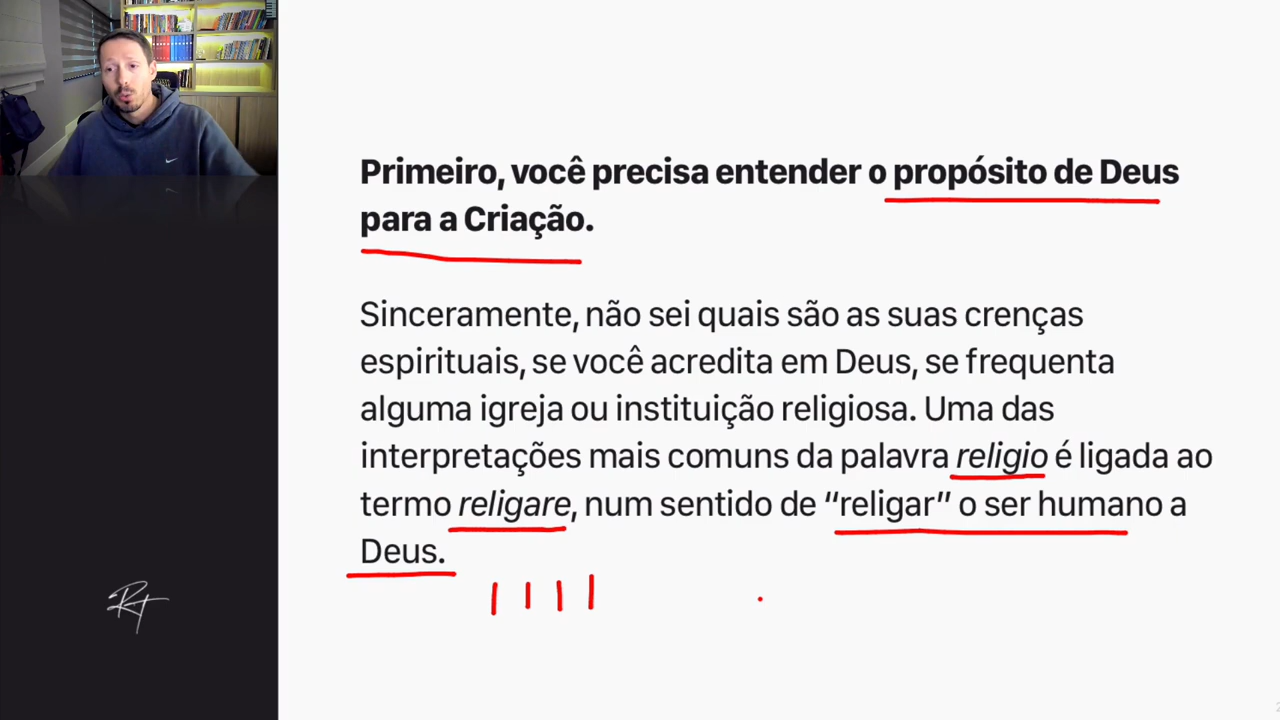 Primeiro, você precisa entender o propósito de Deus
para a Criação.
Sinceramente, não sei quais são as suas crenças
espirituais, se você acredita em Deus, se frequenta
alguma igreja ou instituição religiosa. Uma das
interpretações mais comuns da palavra religio é ligada ao
termo religare, num sentido de “religar” o ser humano a
Deus.